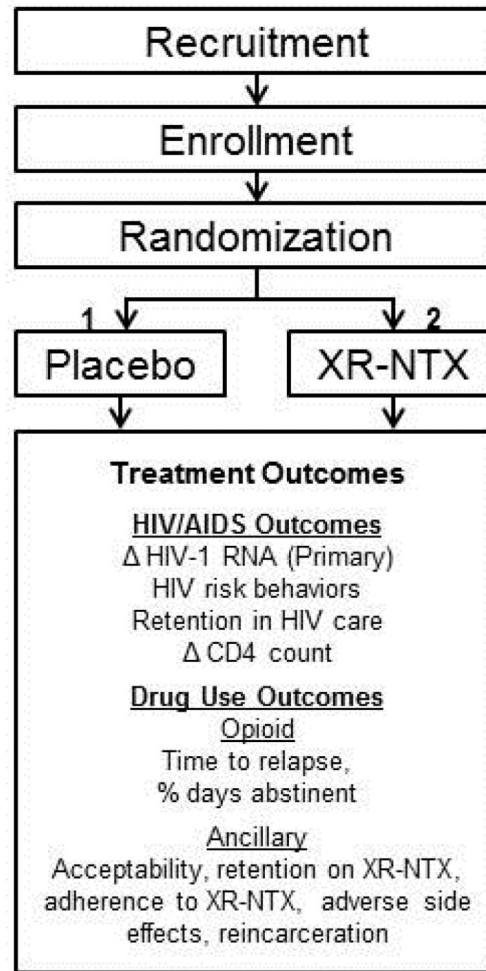 Recruitment
Enrollment
Randomization
1
2
Placebo
XR-NTX
Treatment Outcomes
HIV/AIDS Outcomes
Δ HIV-1 RNA (Primary)
HIV risk behaviors
Retention in HIV care
Δ CD4 count
Drug Use Outcomes
Opioid
Time to relapse,
% days abstinent
Ancillary
Acceptability, retention on XR-NTX,
adherence to XR-NTX, adverse side
effects, reincarceration